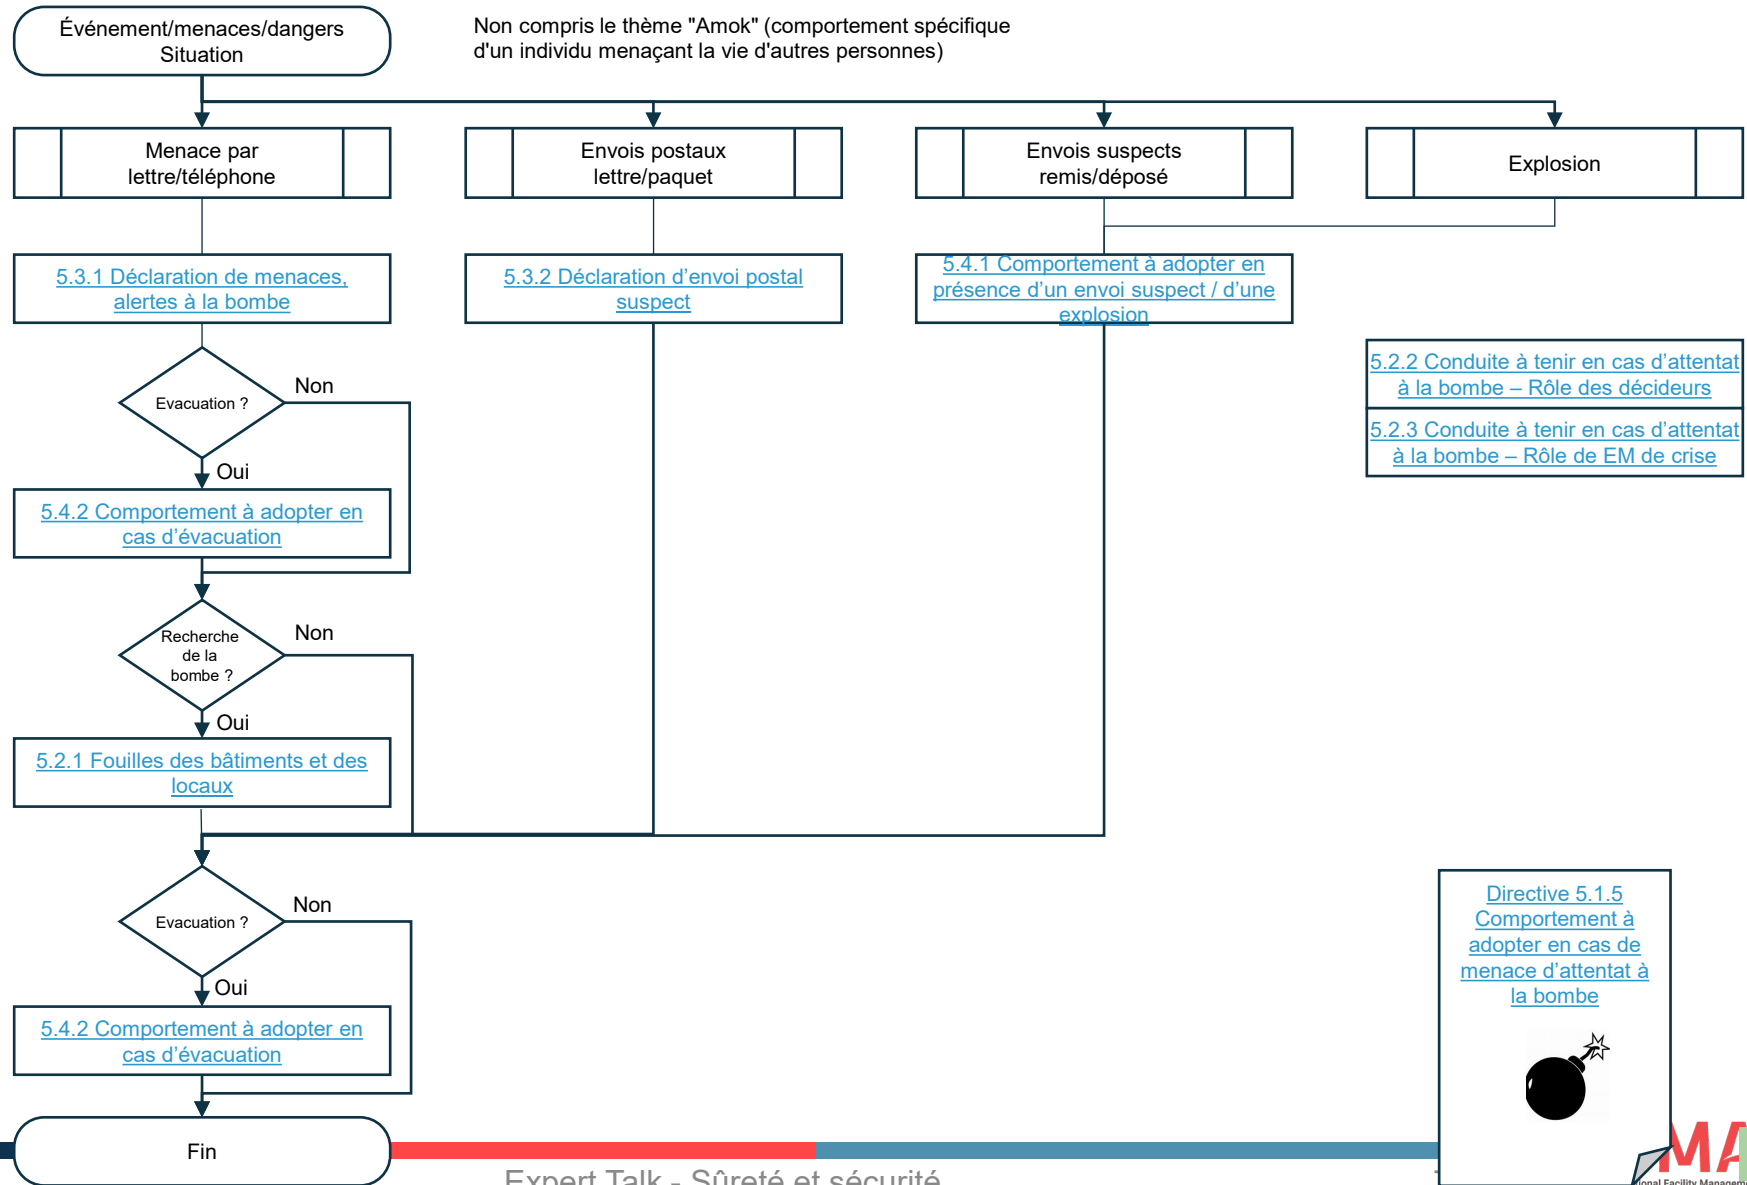 Événement/menaces/dangers
Situation
Non compris le thème "Amok" (comportement spécifique
d'un individu menaçant la vie d'autres personnes)
Menace par
lettre/téléphone
Envois postaux
lettre/paquet
Envois suspects
remis/déposé
Explosion
5.3.1 Déclaration de menaces,
alertes à la bombe
5.3.2 Déclaration d’envoi postal
suspect
5.4.1 Comportement à adopter en
présence d’un envoi suspect / d’une
explosion
5.2.2 Conduite à tenir en cas d’attentat
à la bombe – Rôle des décideurs
5.2.3 Conduite à tenir en cas d’attentat
à la bombe – Rôle de EM de crise
Evacuation ?
Non
Oui
5.4.2 Comportement à adopter en
cas d’évacuation
Recherche
de la
bombe ?
Non
Oui
5.2.1 Fouilles des bâtiments et des
locaux
Evacuation ?
Non
Oui
5.4.2 Comportement à adopter en
cas d’évacuation
Fin
Directive 5.1.5
Comportement à
adopter en cas de
menace d’attentat à
la bombe
Expert Talk - Sûreté et sécurité
MA
Facility